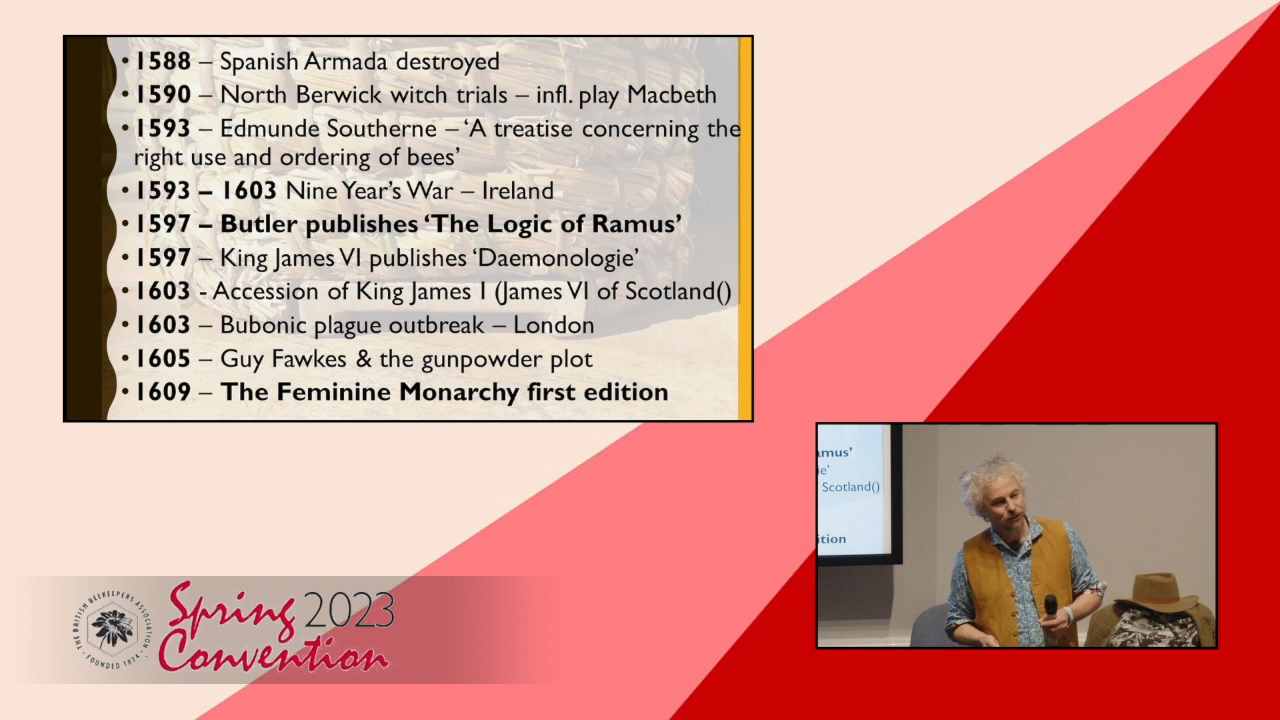 • 1588 – Spanish Armada destroyed
• 1590 – North Berwick witch trials – infl. play Macbeth
• 1593 – Edmunde Southerne – ‘A treatise concerning the
right use and ordering of bees’
• 1593 – 1603 Nine Year’s War – Ireland
• 1597 – Butler publishes ‘The Logic of Ramus’
• 1597 – King James VI publishes ‘Daemonologie’
• 1603 - Accession of King James I (James VI of Scotland()
• 1603 – Bubonic plague outbreak – London
• 1605 – Guy Fawkes & the gunpowder plot
• 1609 – The Feminine Monarchy first edition
amus’
ie’
Scotland()
ition
THE BRITISH BEEKEEPERS ASSOCIATION
· FOUNDED 1874 ·
Spring 2023
Convention